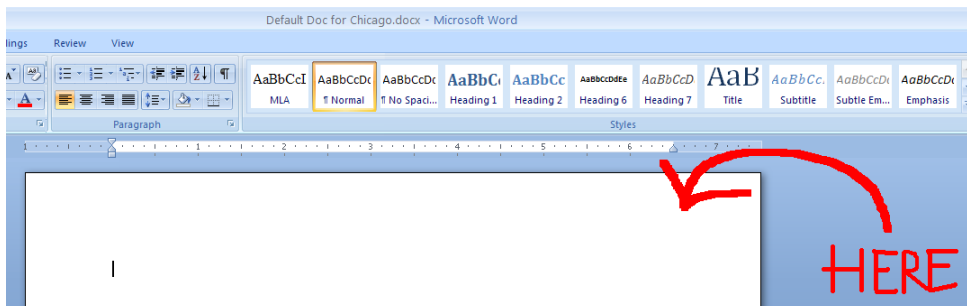 Default Doc for Chicago.docx - Microsoft Word
lings Review View
AaBbCcI AaBbCcDc AaBbCcDc AaBbC AaBbCc AABBCCDDEE AaBbCcD AaB AaBbCc. AaBbCcDc AaBbCcDc
MLA ¶ Normal ¶ No Spaci... Heading 1 Heading 2 Heading 6 Heading 7 Title Subtitle Subtle Em... Emphasis
Paragraph Styles
1 1 2 3 4 5 6 7
HERE